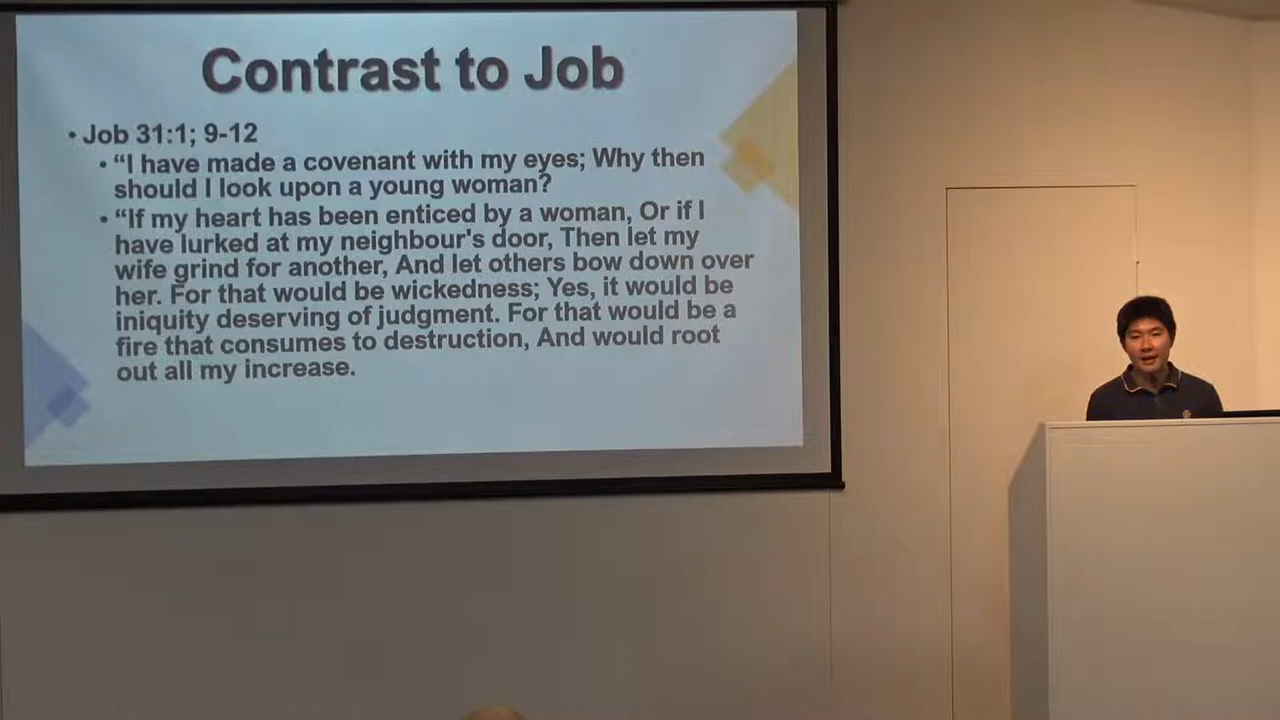 Contrast to Job
• Job 31:1; 9-12
• “I have made a covenant with my eyes; Why then
should I look upon a young woman?
• “If my heart has been enticed by a woman, Or if I
have lurked at my neighbour's door, Then let my
wife grind for another, And let others bow down over
her. For that would be wickedness; Yes, it would be
iniquity deserving of judgment. For that would be a
fire that consumes to destruction, And would root
out all my increase.